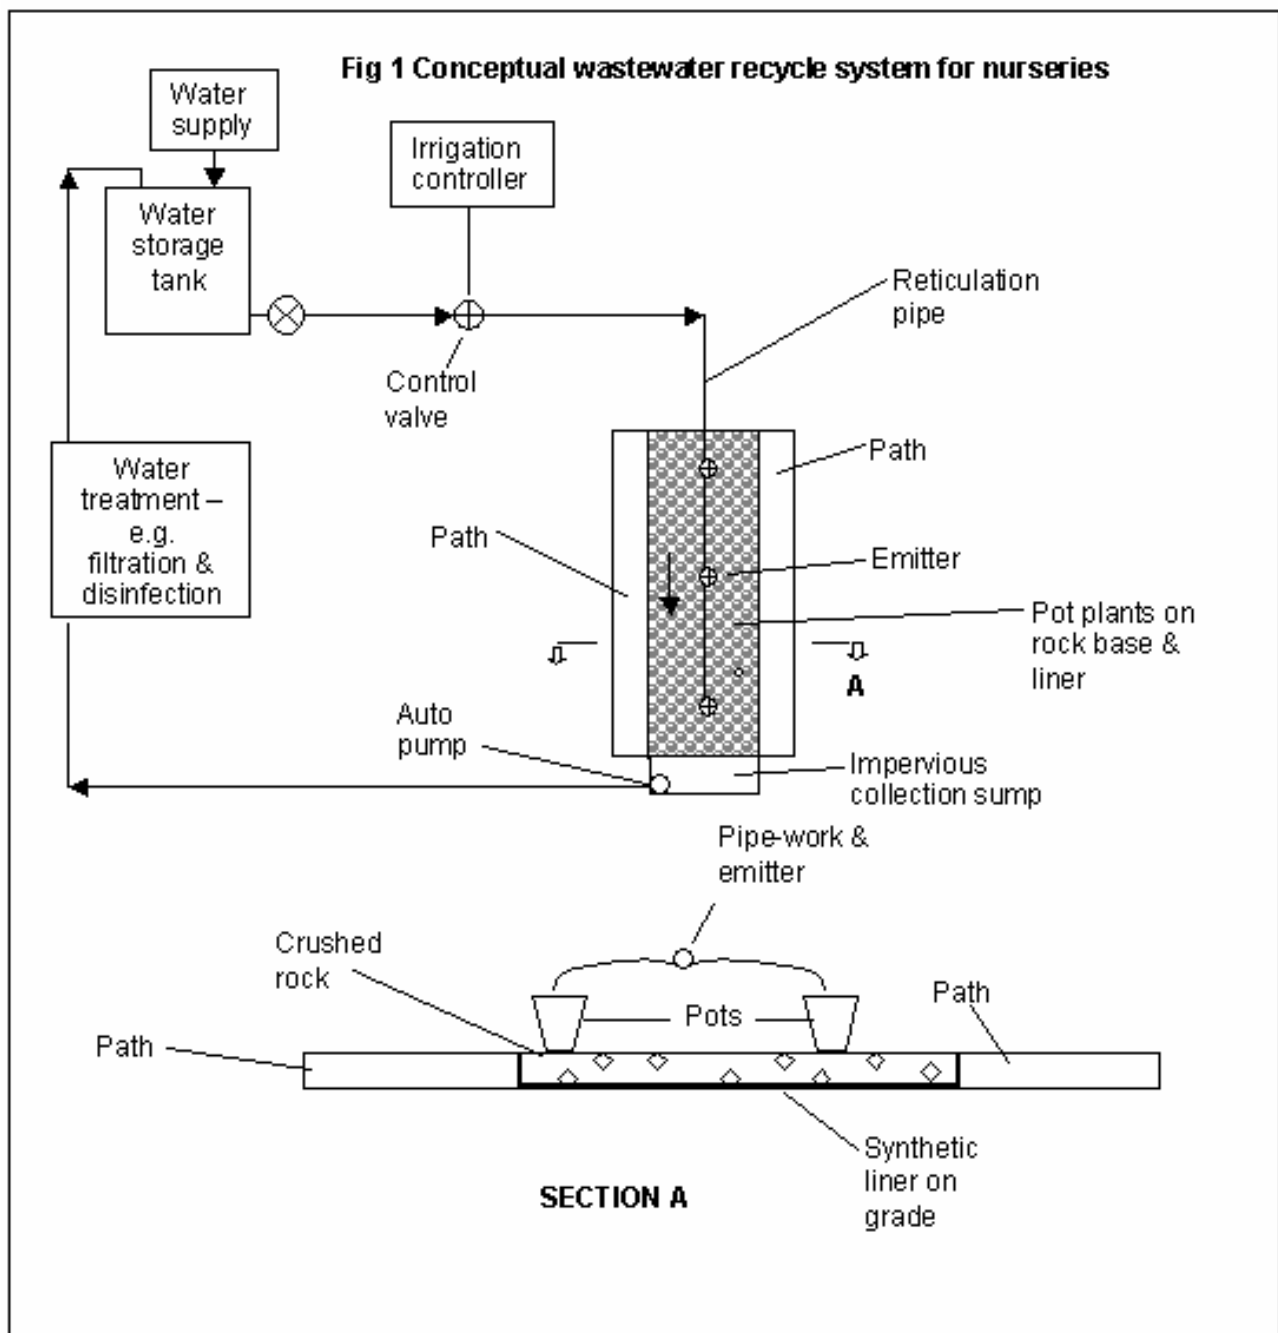 Fig 1 Conceptual wastewater recycle system for nurseries
Water
supply
Irrigation
controller
Water
storage
tank
Reticulation
pipe
Control
valve
Water
treatment –
e.g.
filtration &
disinfection
Path
Path
Emitter
Pot plants on
rock base &
liner
A
Auto
pump
Impervious
collection sump
Pipe-work &
emitter
Crushed
rock
Pots
Path
Path
Synthetic
liner on
grade
SECTION A